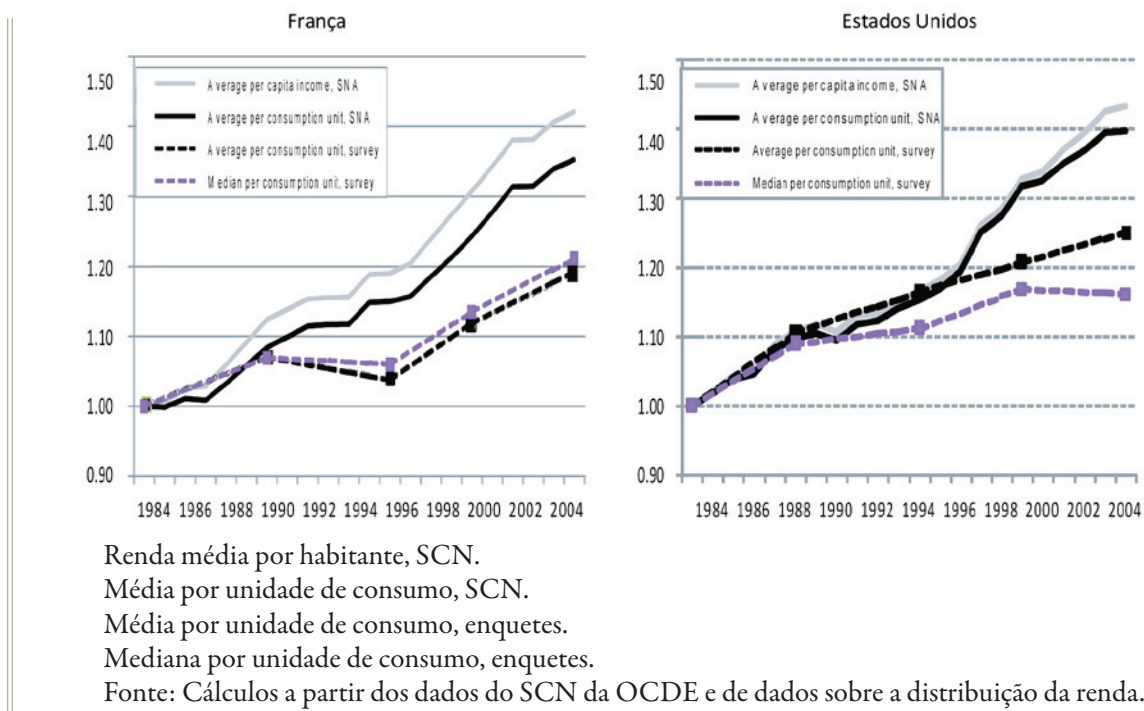 França
1.50
1.40
1.30
1.20
1.10
1.00
0.90
Average per capita income, SNA
Average per consumption unit, SNA
Average per consumption unit, survey
Median per consumption unit, survey
1984 1986 1988 1990 1992 1994 1996 1998 2000 2002 2004
Estados Unidos
1.50
1.40
1.30
1.20
1.10
1.00
0.90
Average per capita income, SNA
Average per consumption unit, SNA
Average per consumption unit, survey
Median per consumption unit, survey
1984 1986 1988 1990 1992 1994 1996 1998 2000 2002 2004
Renda média por habitante, SCN.
Média por unidade de consumo, SCN.
Média por unidade de consumo, enquetes.
Mediana por unidade de consumo, enquetes.
Fonte: Cálculos a partir dos dados do SCN da OCDE e de dados sobre a distribuição da renda.